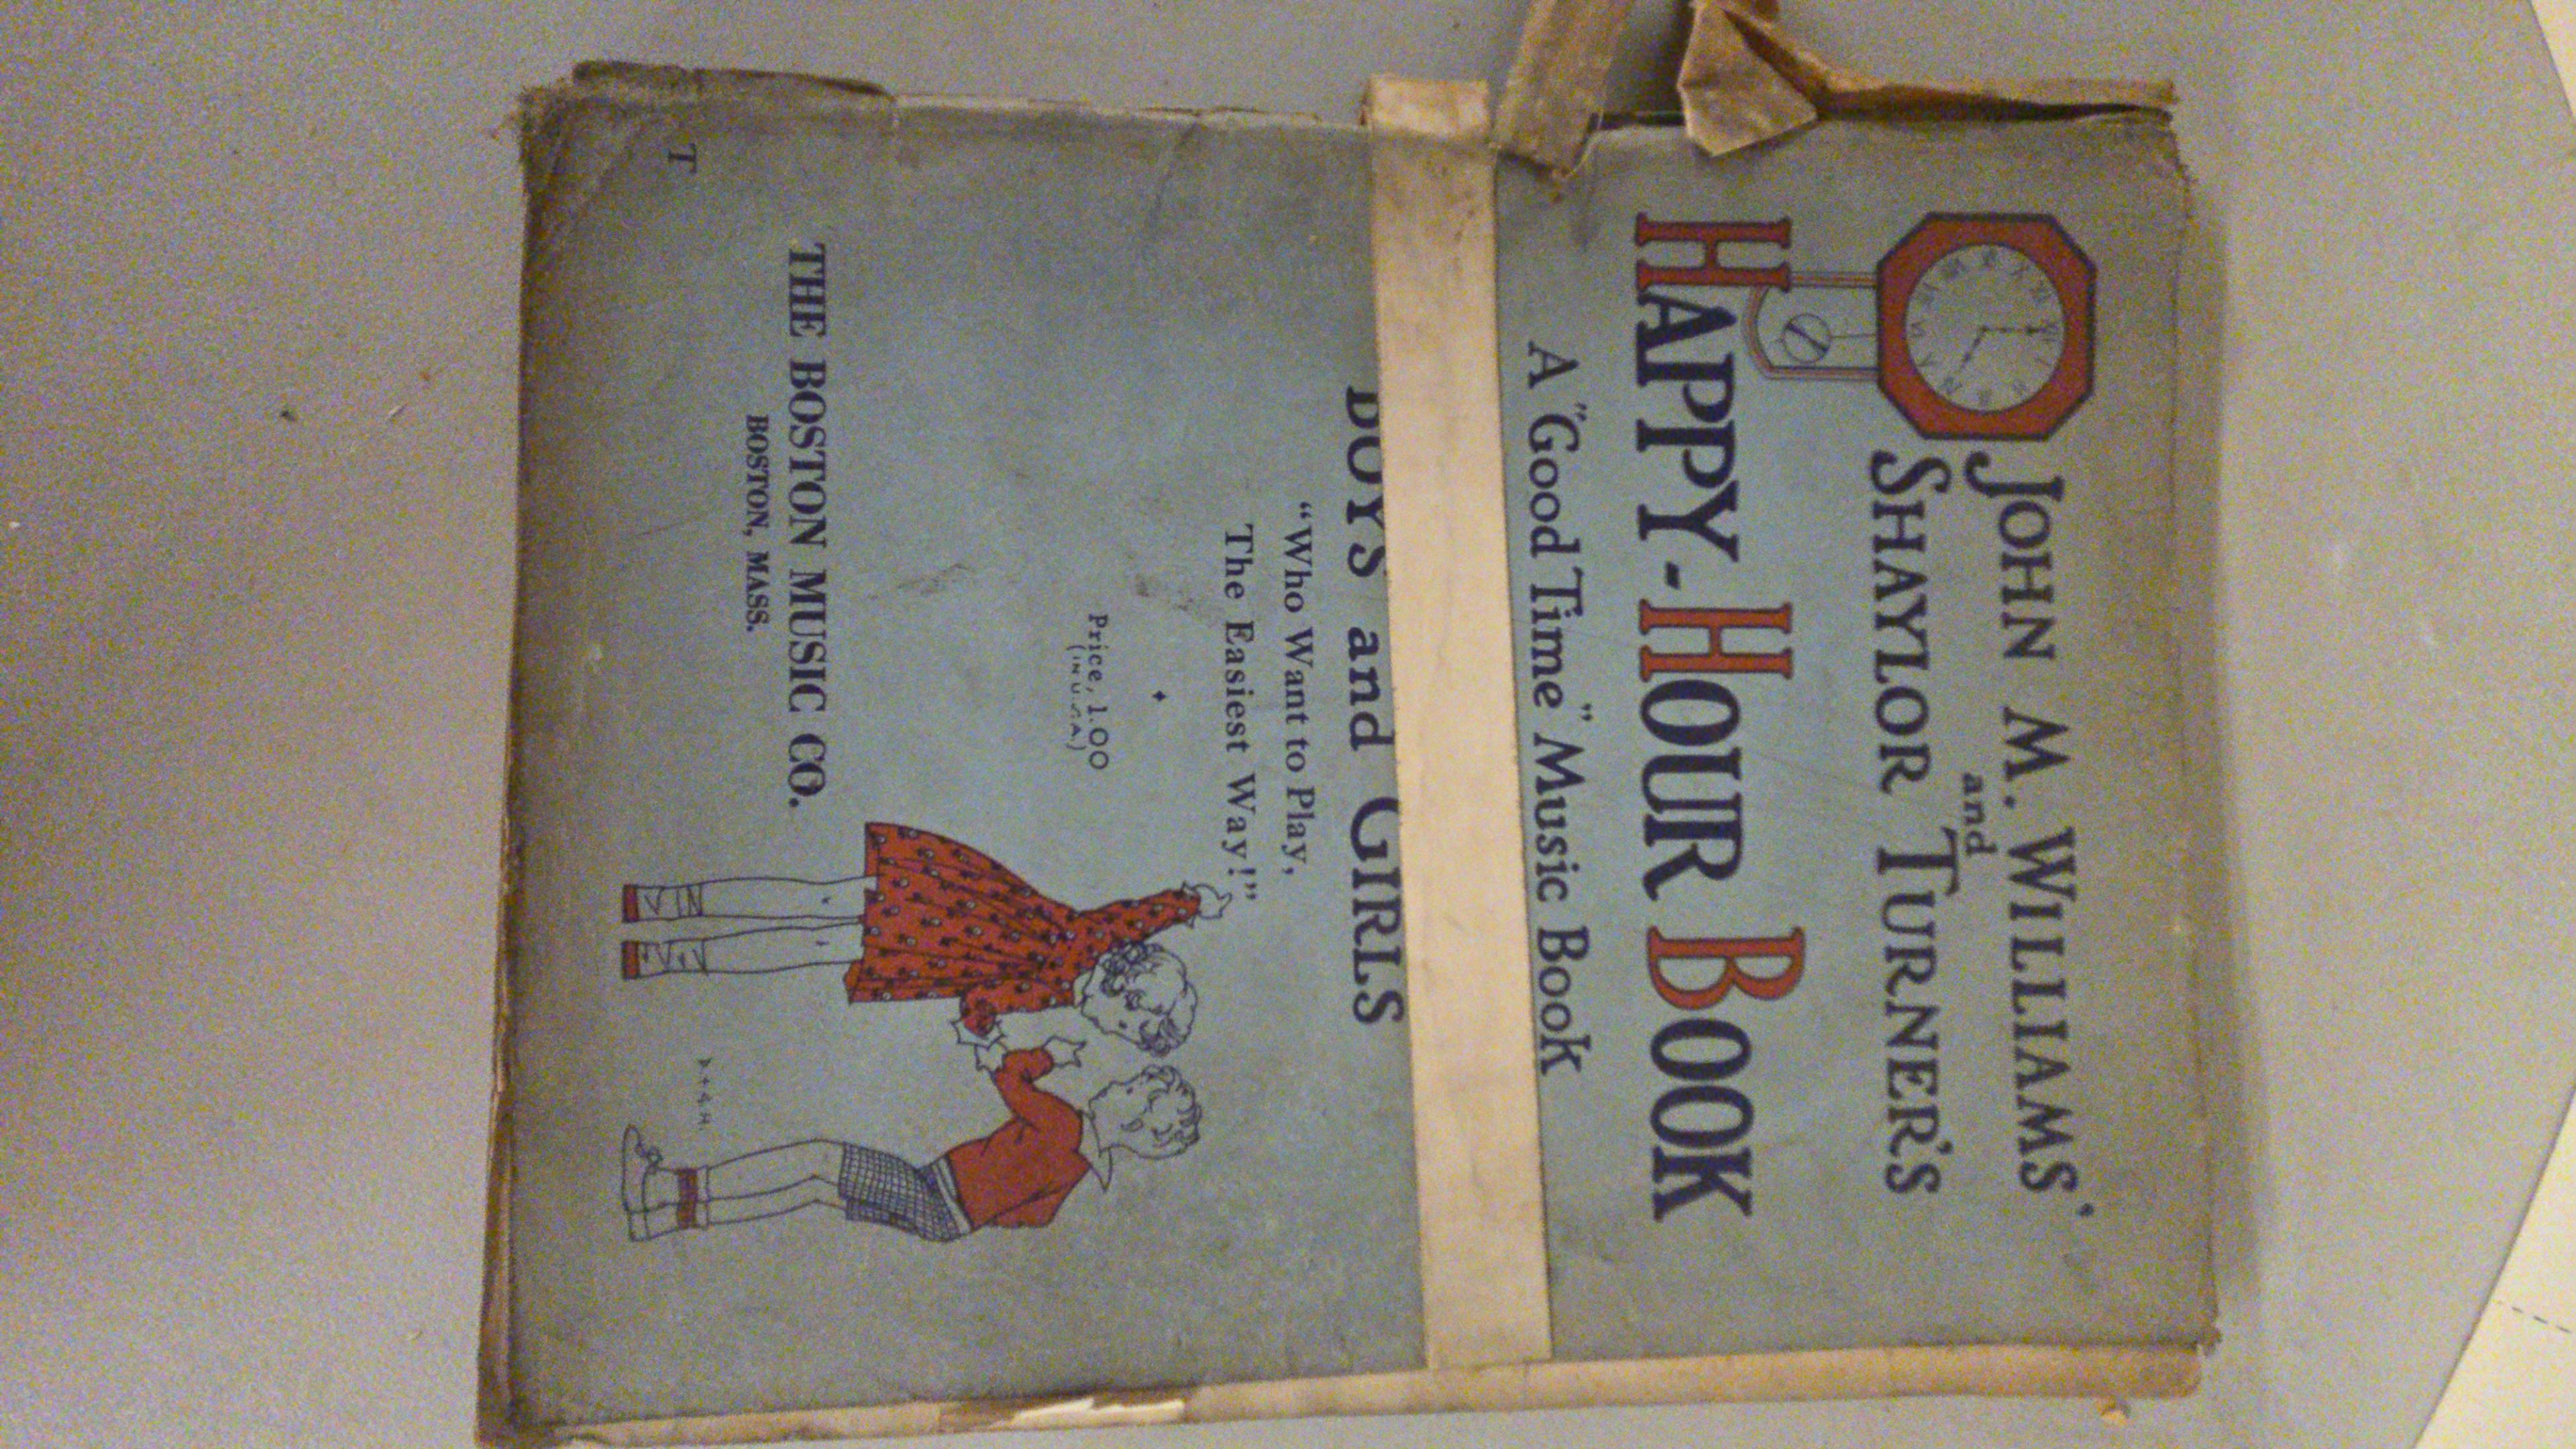 JOHN M. WILLIAMS'
and
SHAYLOR TURNER'S
HAPPY-HOUR BOOK
A "Good Time" Music Book
BOYS and GIRLS
"Who Want to Play,
The Easiest Way!"
Price, 1.00
(IN U.S.A.)
THE BOSTON MUSIC CO.
BOSTON, MASS.
T